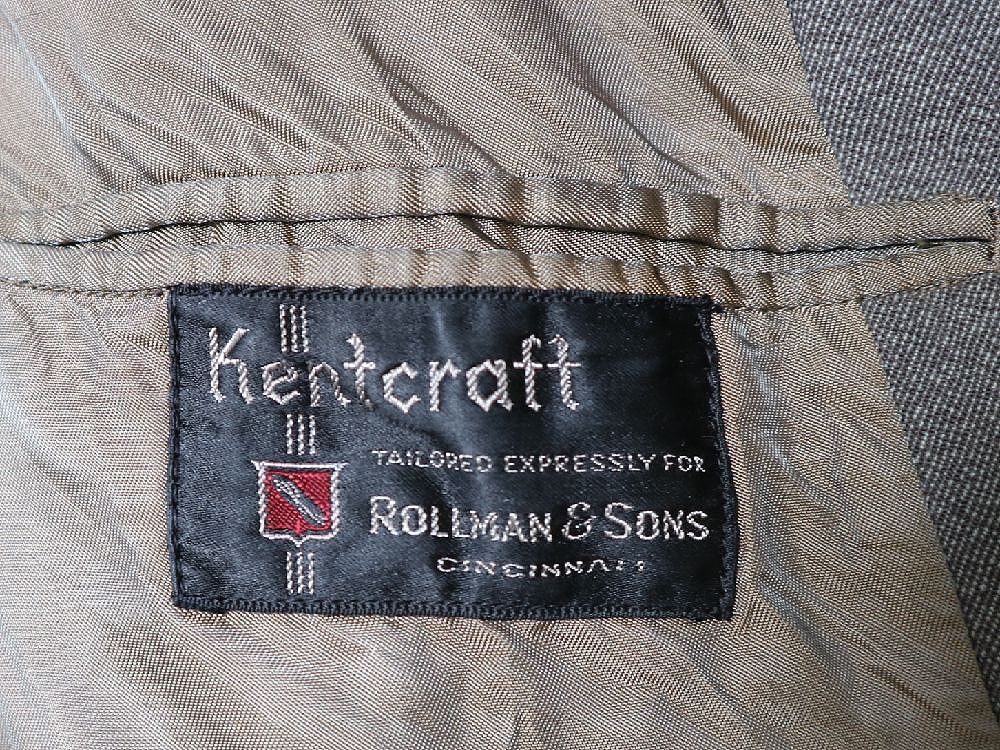 Kentcraft
TAILORED EXPRESSLY FOR
ROLLMAN & SONS
CINCINNATI